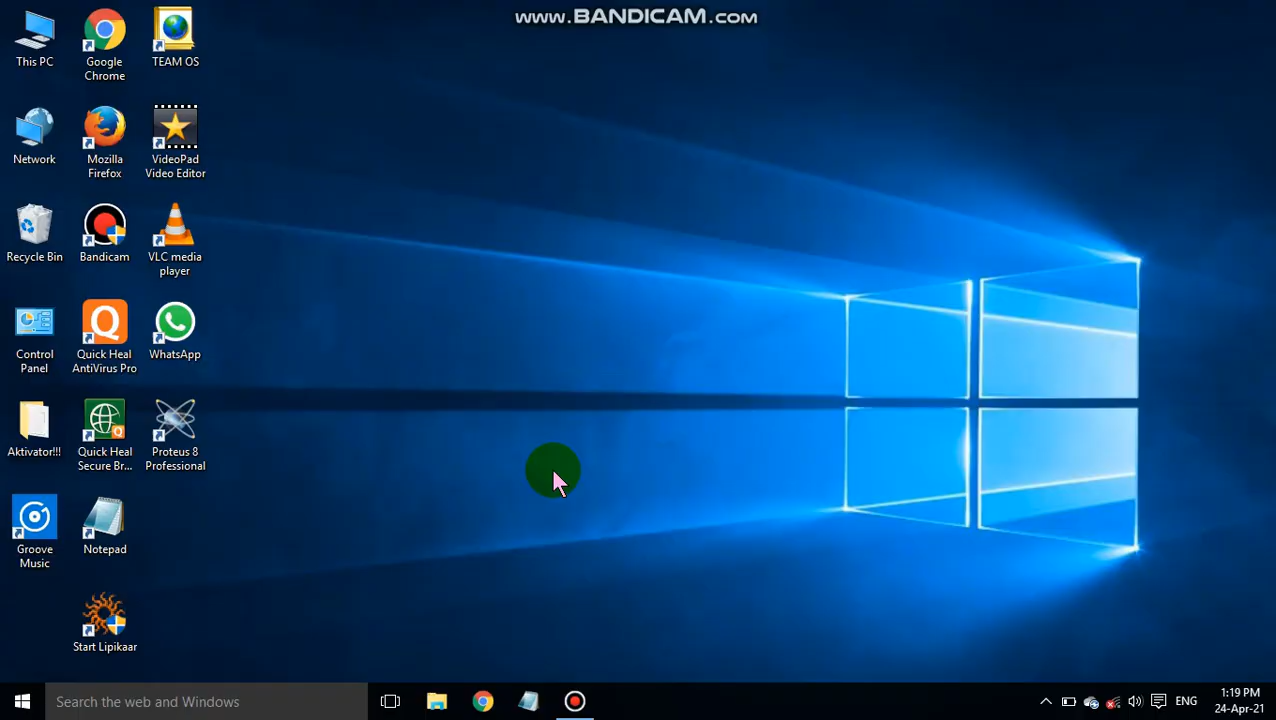 www.BANDICAM.com
This PC
Google
Chrome
TEAM OS
Network
Mozilla
Firefox
VideoPad
Video Editor
Recycle Bin
Bandicam
VLC media
player
Control
Panel
Quick Heal
AntiVirus Pro
WhatsApp
Aktivator!!!
Quick Heal
Secure Br...
Proteus 8
Professional
Groove
Music
Notepad
Start Lipikaar
Search the web and Windows
ENG
1:19 PM
24-Apr-21